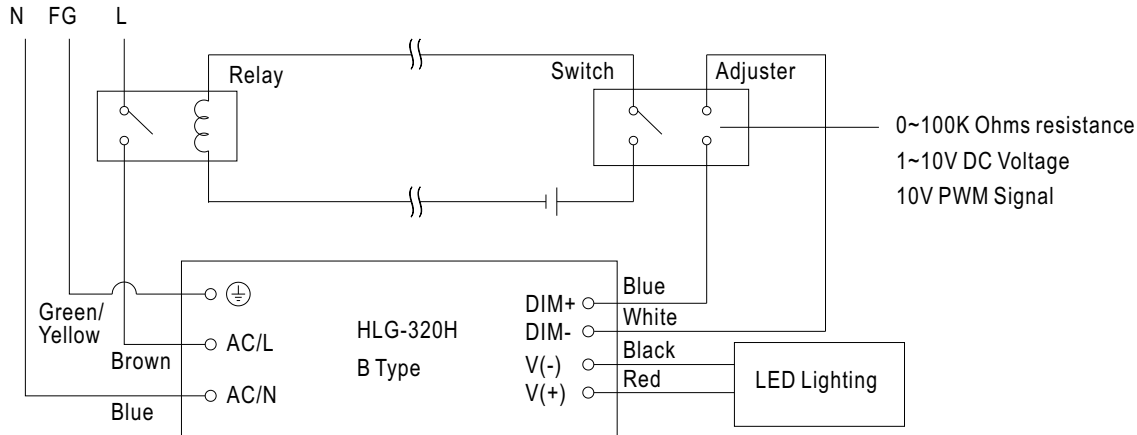 N FG L
Relay
Switch
Adjuster
0~100K Ohms resistance
1~10V DC Voltage
10V PWM Signal
Green/
Yellow
Brown
Blue
AC/L
AC/N
HLG-320H
B Type
DIM+
DIM-
V(-)
V(+)
Blue
White
Black
Red
LED Lighting